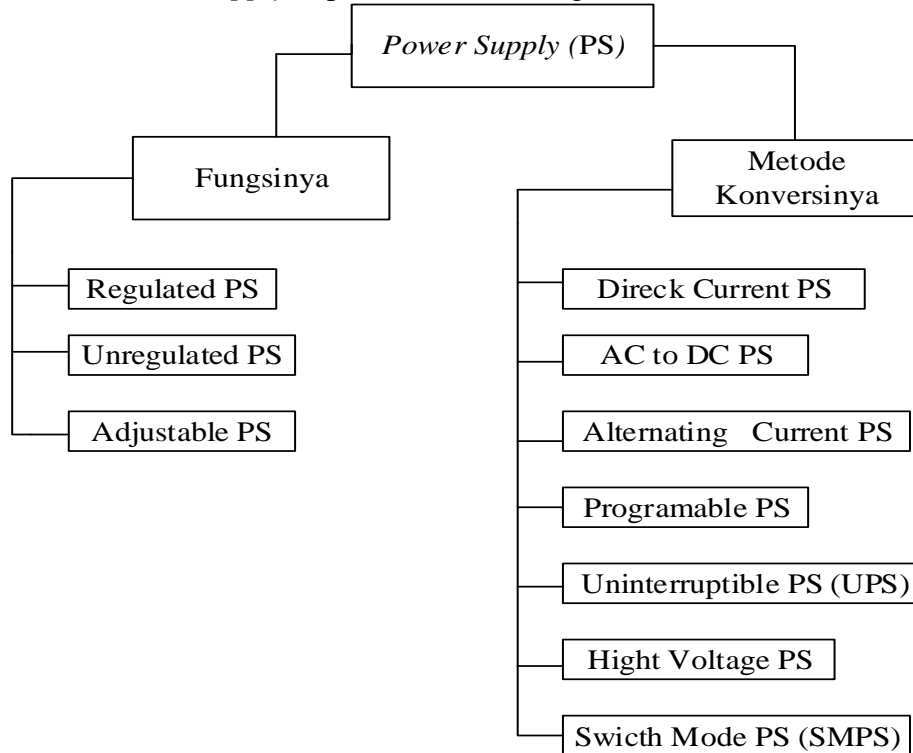 Power Supply (PS)
Fungsinya
Regulated PS
Unregulated PS
Adjustable PS
Metode
Konversinya
Direck Current PS
AC to DC PS
Alternating Current PS
Programable PS
Uninterruptible PS (UPS)
Hight Voltage PS
Swicth Mode PS (SMPS)